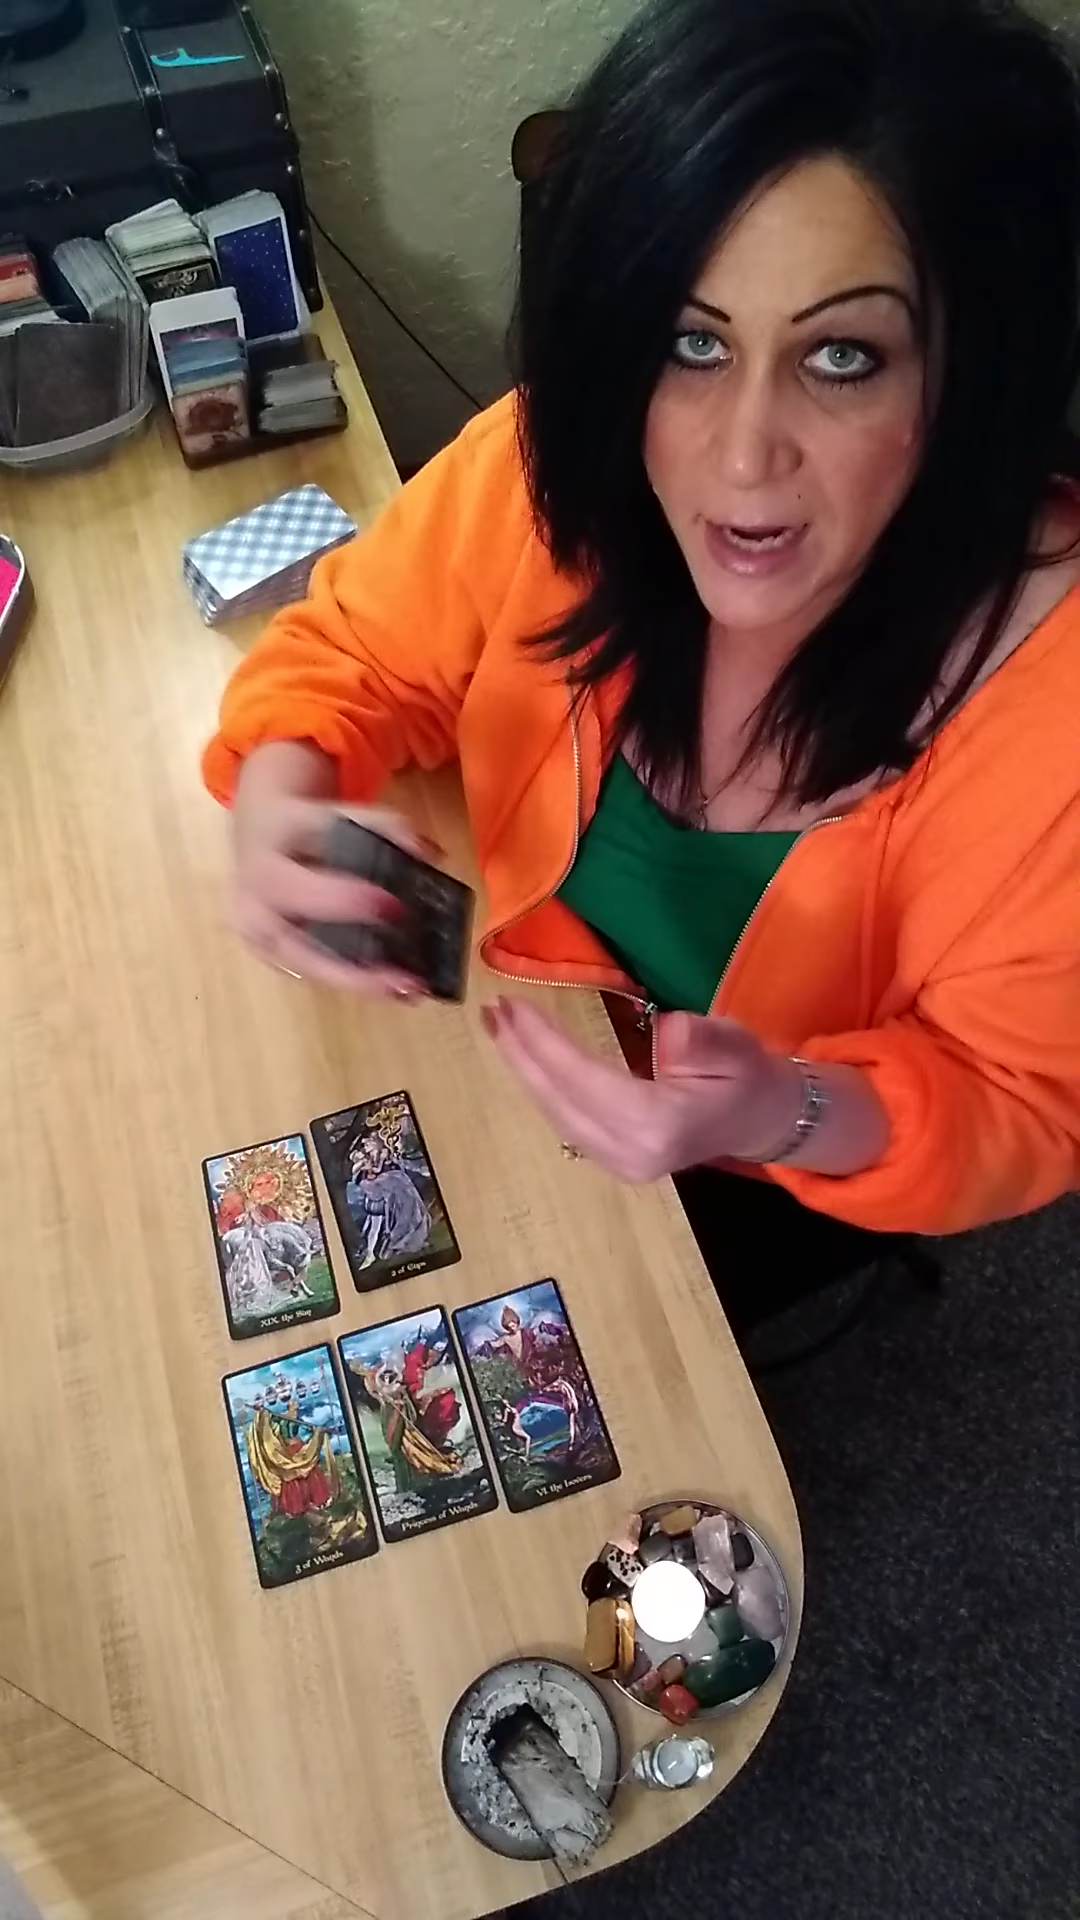 XIX. the Sun
2 of Cups
3 of Wands
Princess of Wands
VI. the Lovers